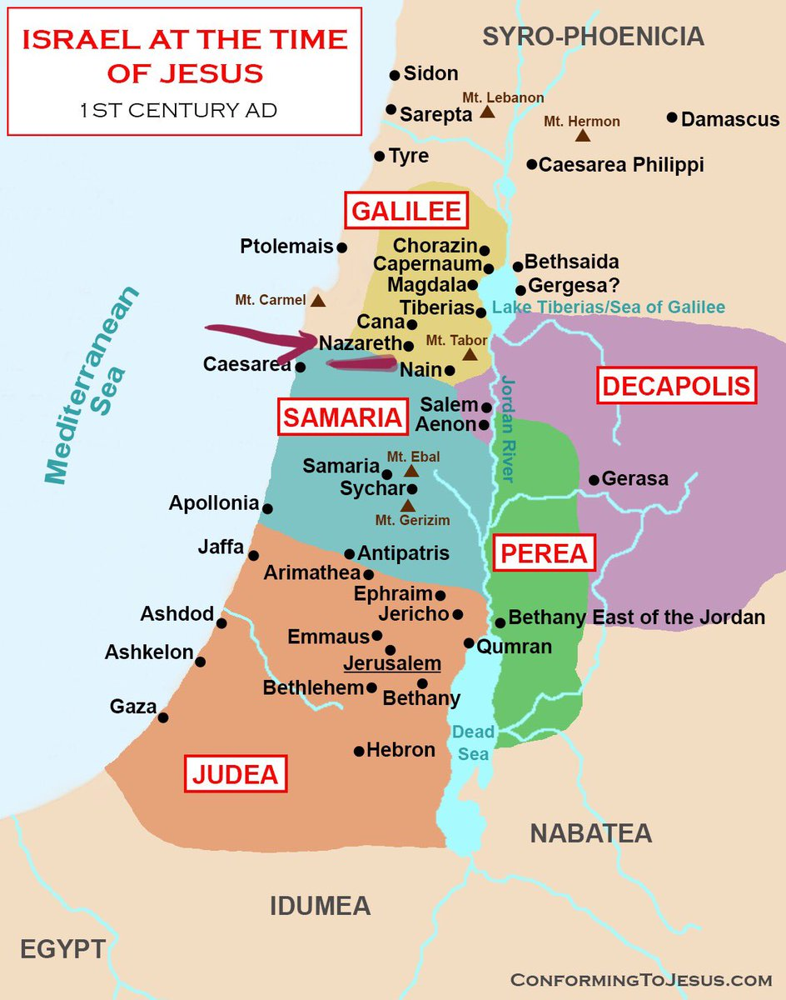 ISRAEL AT THE TIME
OF JESUS
1ST CENTURY AD
SYRO-PHOENICIA
Sidon
Mt. Lebanon
Sarepta
Mt. Hermon
Damascus
Tyre
Caesarea Philippi
GALILEE
Ptolemais
Chorazin
Capernaum
Bethsaida
Magdala
Gergesa?
Mt. Carmel
Tiberias
Lake Tiberias/Sea of Galilee
Cana
Nazareth
Mt. Tabor
Caesarea
Nain
Mediterranean
Sea
DECAPOLIS
Jordan River
SAMARIA
Salem
Aenon
Mt. Ebal
Samaria
Sychar
Gerasa
Mt. Gerizim
Apollonia
Jaffa
Antipatris
PEREA
Arimathea
Ephraim
Jericho
Ashdod
Bethany East of the Jordan
Emmaus
Qumran
Ashkelon
Jerusalem
Bethlehem
Bethany
Gaza
Dead
Sea
Hebron
JUDEA
NABATEA
IDUMEA
EGYPT
CONFORMINGTOJESUS.COM